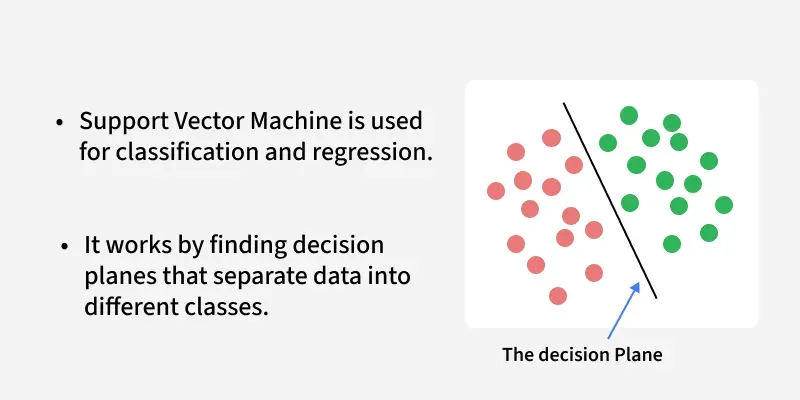 • Support Vector Machine is used
for classification and regression.
• It works by finding decision
planes that separate data into
different classes.
The decision Plane